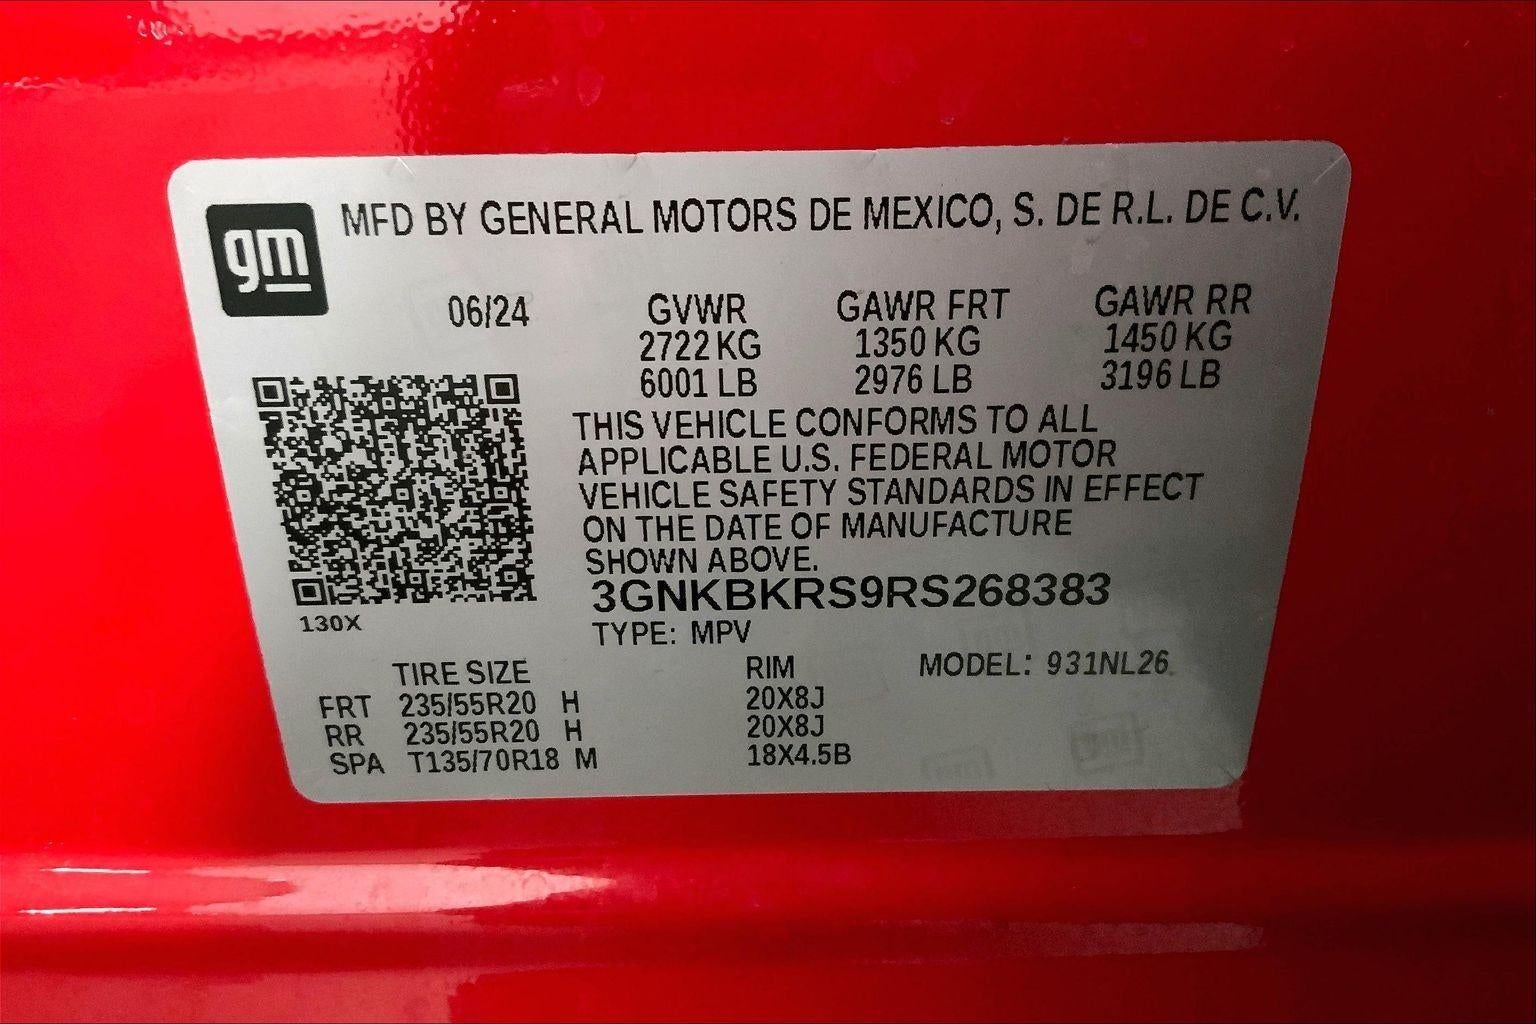 gm
MFD BY GENERAL MOTORS DE MEXICO, S. DE R.L. DE C.V.
06/24 GVWR GAWR FRT GAWR RR
2722 KG 1350 KG 1450 KG
6001 LB 2976 LB 3196 LB
THIS VEHICLE CONFORMS TO ALL
APPLICABLE U.S. FEDERAL MOTOR
VEHICLE SAFETY STANDARDS IN EFFECT
ON THE DATE OF MANUFACTURE
SHOWN ABOVE.
3GNKBKRS9RS268383
130X
TYPE: MPV
TIRE SIZE RIM MODEL: 931NL26
FRT 235/55R20 H 20X8J
RR 235/55R20 H 20X8J
SPA T135/70R18 M 18X4.5B